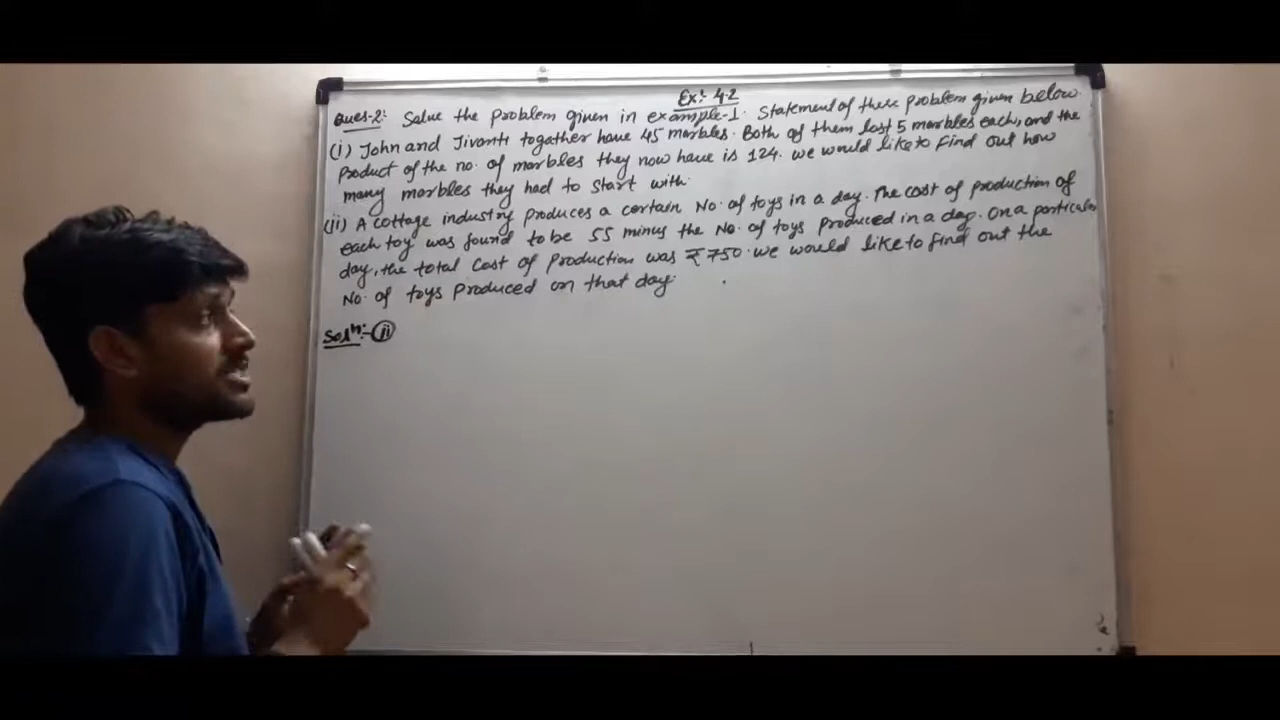 Ex:- 4.2
Ques-2: Solve the problem given in example-1. Statement of these problem given below.
(i) John and Jivanti togather have 45 marbles. Both of them lost 5 marbles each, and the
product of the no. of marbles they now have is 124. we would like to find out how
many marbles they had to start with.
(ii) A cottage industry produces a certain No. of toys in a day. The cost of production of
each toy was found to be 55 minus the No. of toys produced in a day. On a particular
day, the total cost of production was ₹750. we would like to find out the
No. of toys produced on that day.
Solⁿ:- (ii)